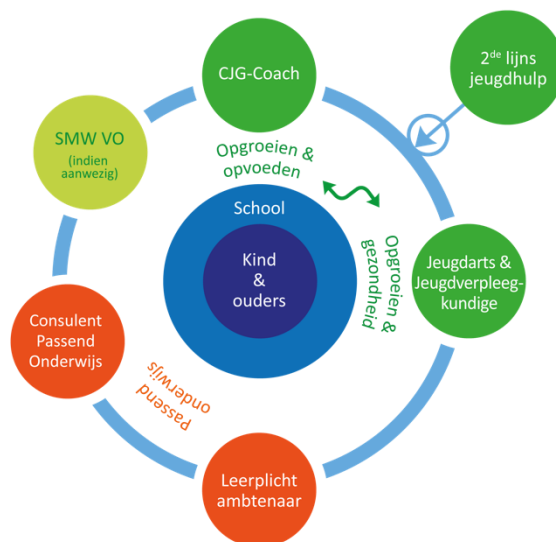 CJG-Coach
2de lijns
jeugdhulp
SMW VO
(indien
aanwezig)
Opgroeien &
opvoeden
School
Kind
&
ouders
Opgroeien &
gezondheid
Jeugdarts &
Jeugdverpleeg-
kundige
Consulent
Passend
Onderwijs
Passend
onderwijs
Leerplicht
ambtenaar